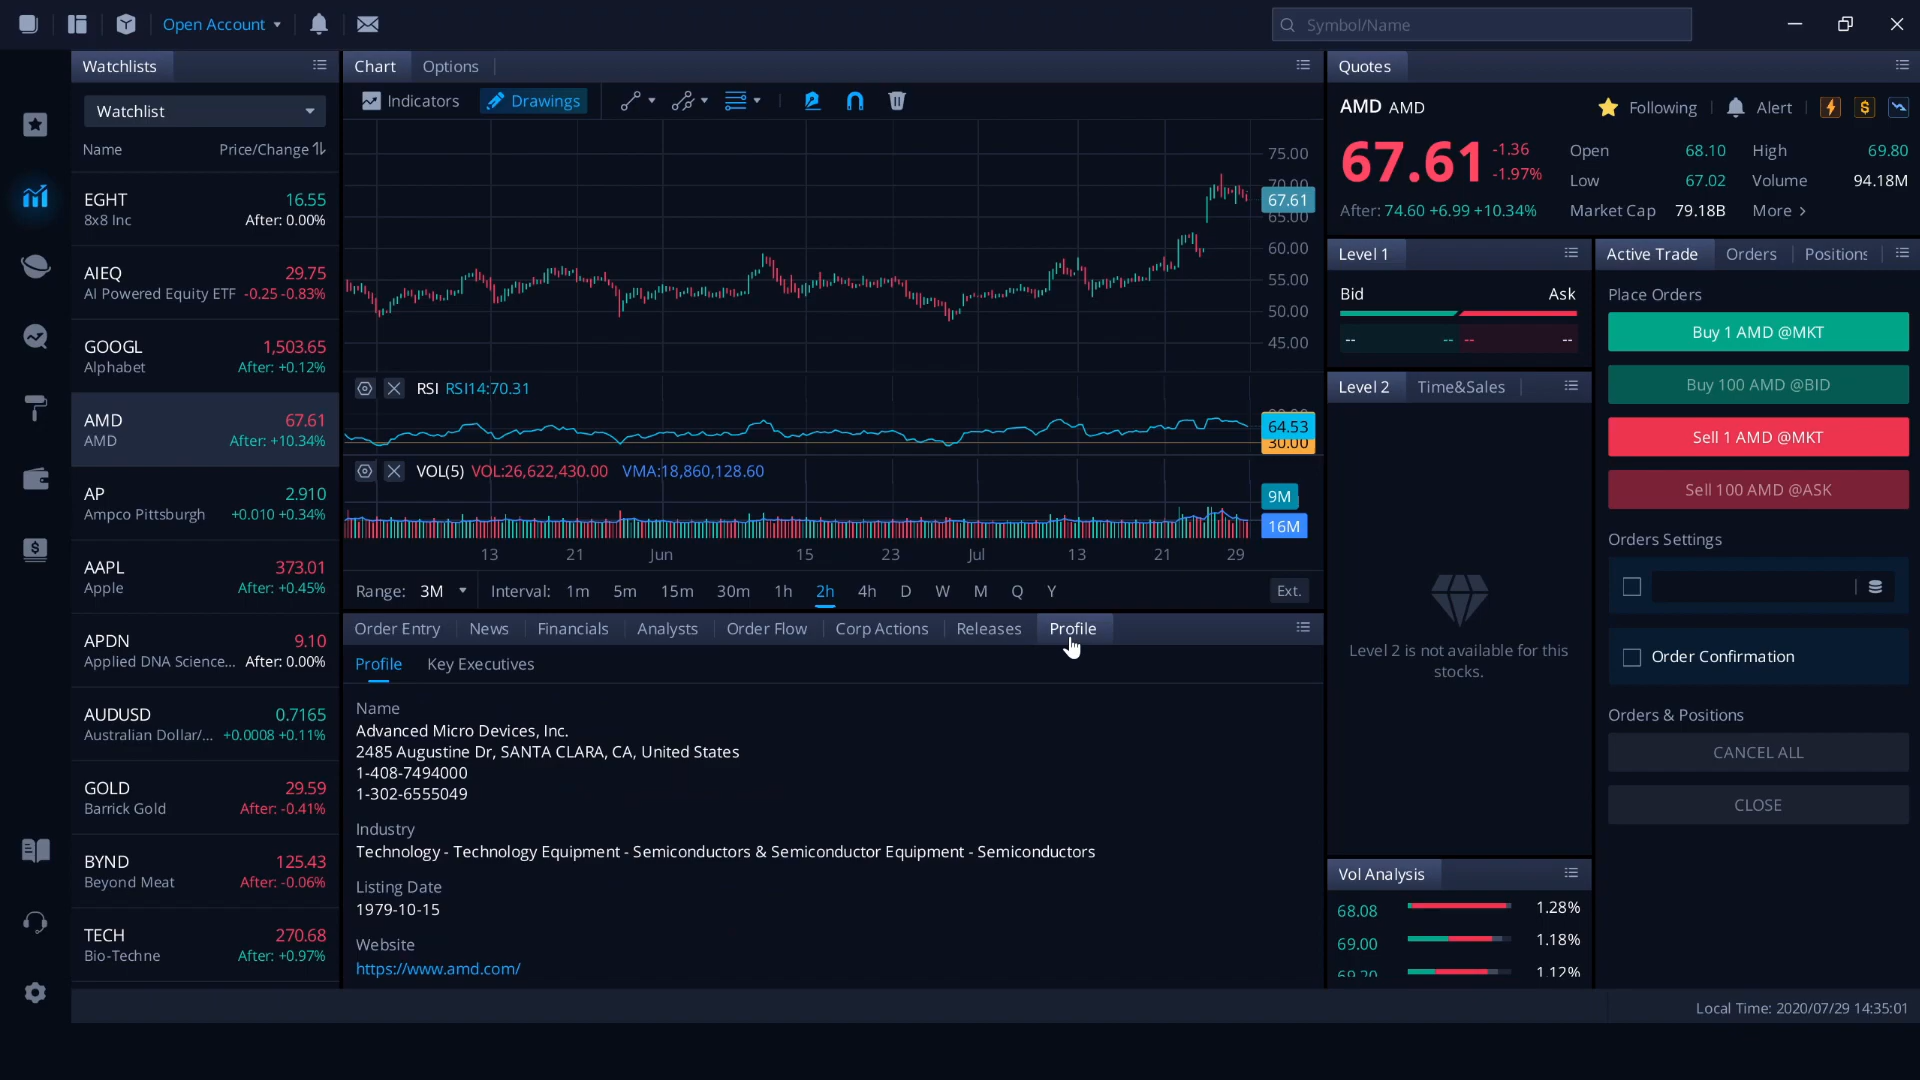 Open Account
Symbol/Name
Watchlists
Watchlist
Name Price/Change
EGHT 16.55
8x8 Inc After: 0.00%
AIEQ 29.75
AI Powered Equity ETF -0.25 -0.83%
GOOGL 1,503.65
Alphabet After: +0.12%
AMD 67.61
AMD After: +10.34%
AP 2.910
Ampco Pittsburgh +0.010 +0.34%
AAPL 373.01
Apple After: +0.45%
APDN 9.10
Applied DNA Science... After: 0.00%
AUDUSD 0.7165
Australian Dollar/... +0.0008 +0.11%
GOLD 29.59
Barrick Gold After: -0.41%
BYND 125.43
Beyond Meat After: -0.06%
TECH 270.68
Bio-Techne After: +0.97%
Chart Options
Indicators Drawings
75.00
70.00
67.61
65.00
60.00
55.00
50.00
45.00
RSI RSI14:70.31
64.53
30.00
VOL(5) VOL:26,622,430.00 VMA:18,860,128.60
9M
16M
13 21 Jun 15 23 Jul 13 21 29
Range: 3M Interval: 1m 5m 15m 30m 1h 2h 4h D W M Q Y Ext.
Order Entry News Financials Analysts Order Flow Corp Actions Releases Profile
Profile Key Executives
Name
Advanced Micro Devices, Inc.
2485 Augustine Dr, SANTA CLARA, CA, United States
1-408-7494000
1-302-6555049
Industry
Technology - Technology Equipment - Semiconductors & Semiconductor Equipment - Semiconductors
Listing Date
1979-10-15
Website
https://www.amd.com/
Quotes
AMD AMD Following Alert
67.61 -1.36
-1.97%
After: 74.60 +6.99 +10.34%
Open 68.10 High 69.80
Low 67.02 Volume 94.18M
Market Cap 79.18B More >
Level 1
Bid Ask
-- -- -- --
Level 2 Time&Sales
Level 2 is not available for this
stocks.
Vol Analysis
68.08 1.28%
69.00 1.18%
69.20 1.12%
Active Trade Orders Positions
Place Orders
Buy 1 AMD @MKT
Buy 100 AMD @BID
Sell 1 AMD @MKT
Sell 100 AMD @ASK
Orders Settings
Order Confirmation
Orders & Positions
CANCEL ALL
CLOSE
Local Time: 2020/07/29 14:35:01